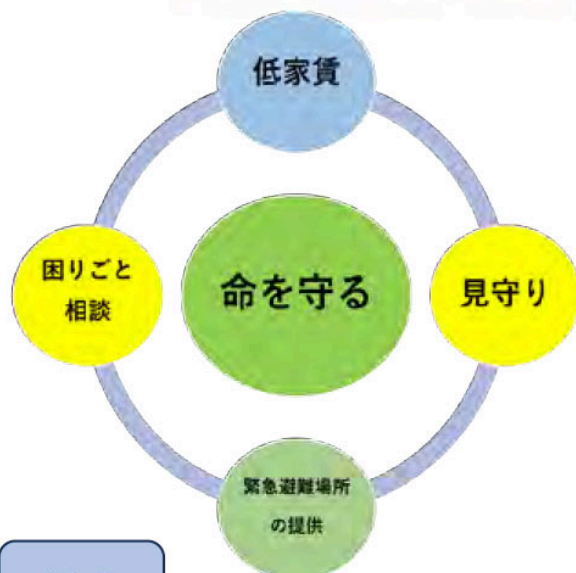 低家賃
困りごと
相談
命を守る
見守り
緊急避難場所
の提供